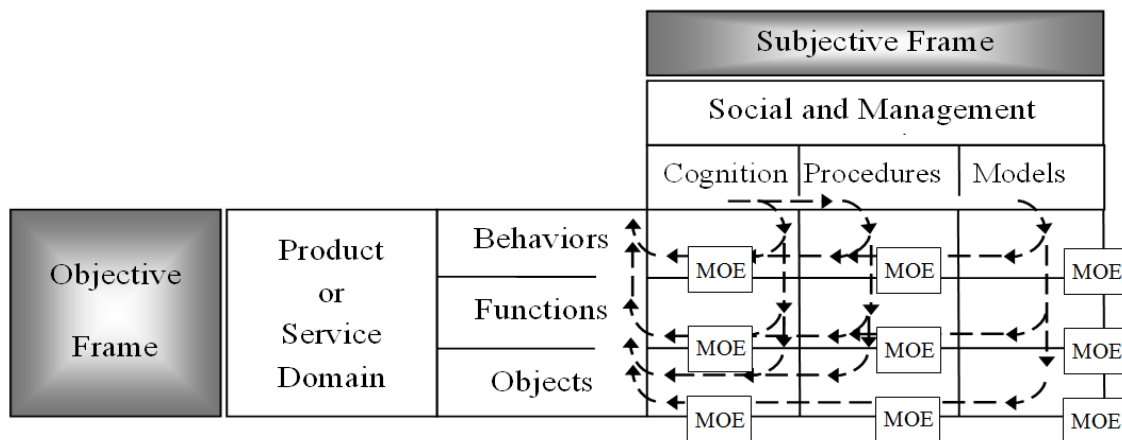 Subjective Frame
Social and Management
Cognition Procedures Models
Objective
Frame
Product
or
Service
Domain
Behaviors
Functions
Objects
MOE MOE MOE
MOE MOE MOE
MOE MOE MOE